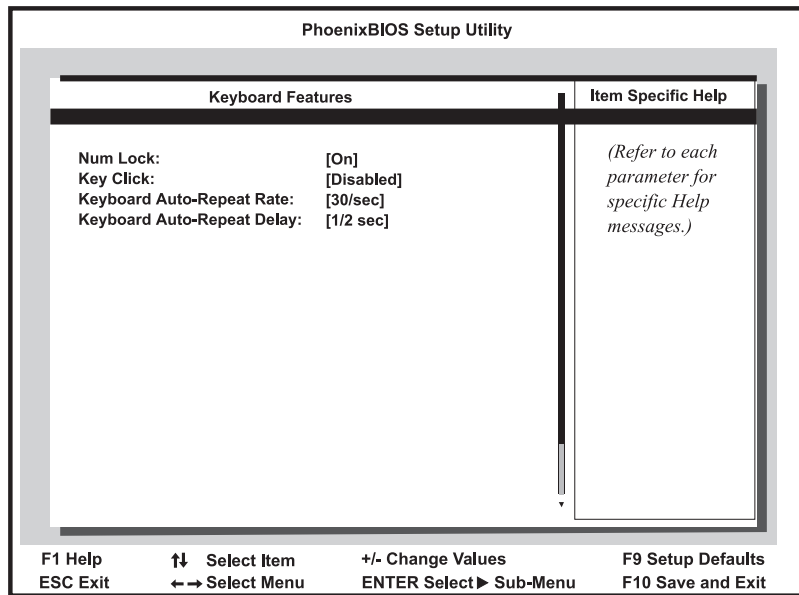 PhoenixBIOS Setup Utility
Keyboard Features
Item Specific Help
Num Lock: [On]
Key Click: [Disabled]
Keyboard Auto-Repeat Rate: [30/sec]
Keyboard Auto-Repeat Delay: [1/2 sec]
(Refer to each
parameter for
specific Help
messages.)
F1 Help ↑↓ Select Item +/- Change Values F9 Setup Defaults
ESC Exit ←→ Select Menu ENTER Select ▶ Sub-Menu F10 Save and Exit